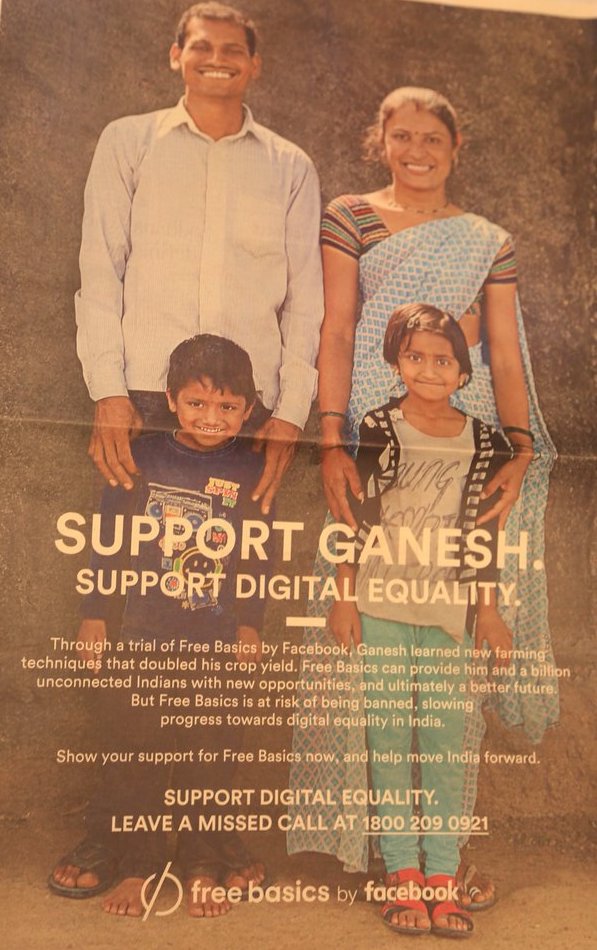 JUST
YOUNG
SUPPORT GANESH.
SUPPORT DIGITAL EQUALITY.
Through a trial of Free Basics by Facebook, Ganesh learned new farming
techniques that doubled his crop yield. Free Basics can provide him and a billion
unconnected Indians with new opportunities, and ultimately a better future.
But Free Basics is at risk of being banned, slowing
progress towards digital equality in India.
Show your support for Free Basics now, and help move India forward.
SUPPORT DIGITAL EQUALITY.
LEAVE A MISSED CALL AT 1800 209 0921
free basics by facebook